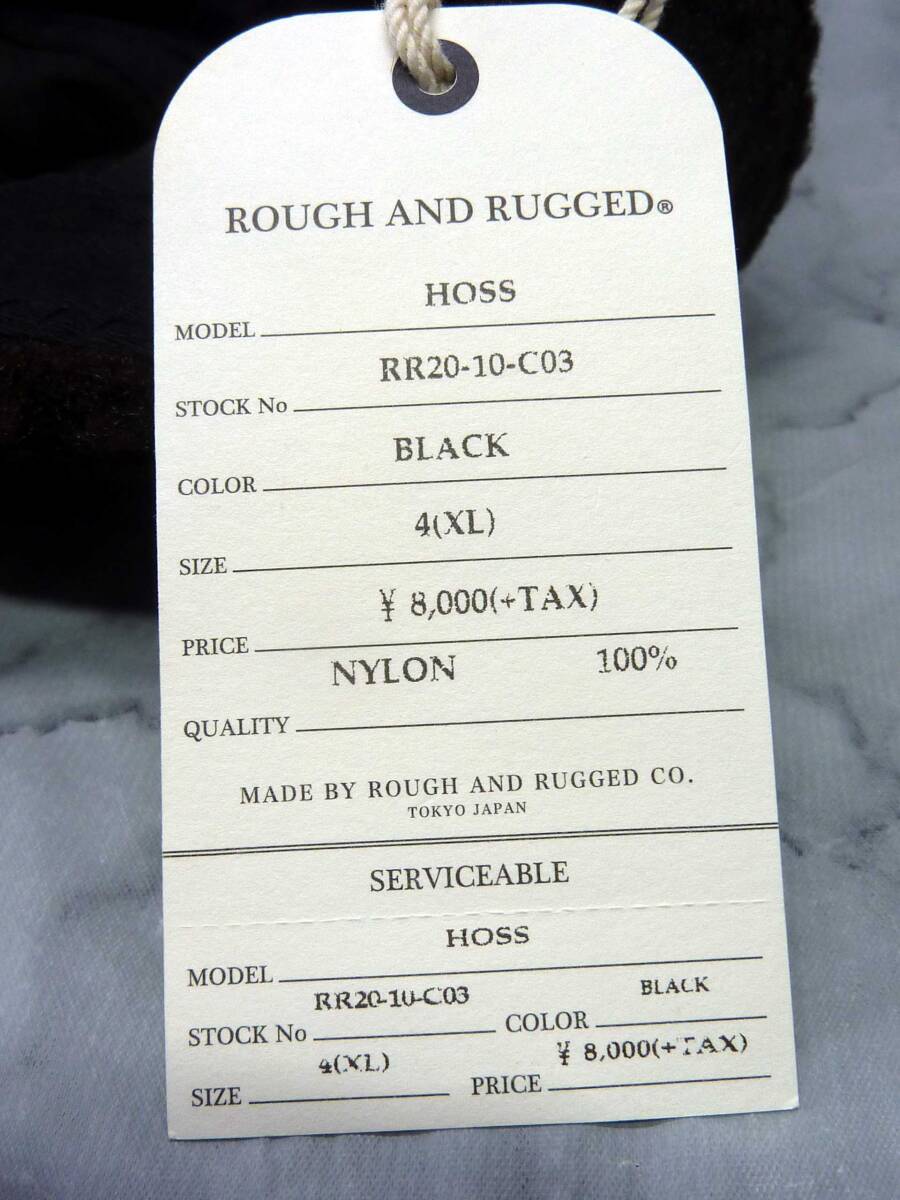 ROUGH AND RUGGED®
HOSS
MODEL
RR20-10-C03
STOCK No
BLACK
COLOR
4(XL)
SIZE
¥ 8,000(+TAX)
PRICE
NYLON 100%
QUALITY
MADE BY ROUGH AND RUGGED CO.
TOKYO JAPAN
SERVICEABLE
HOSS
MODEL
RR20-10-C03 BLACK
STOCK No COLOR
4(XL) ¥ 8,000(+TAX)
SIZE PRICE